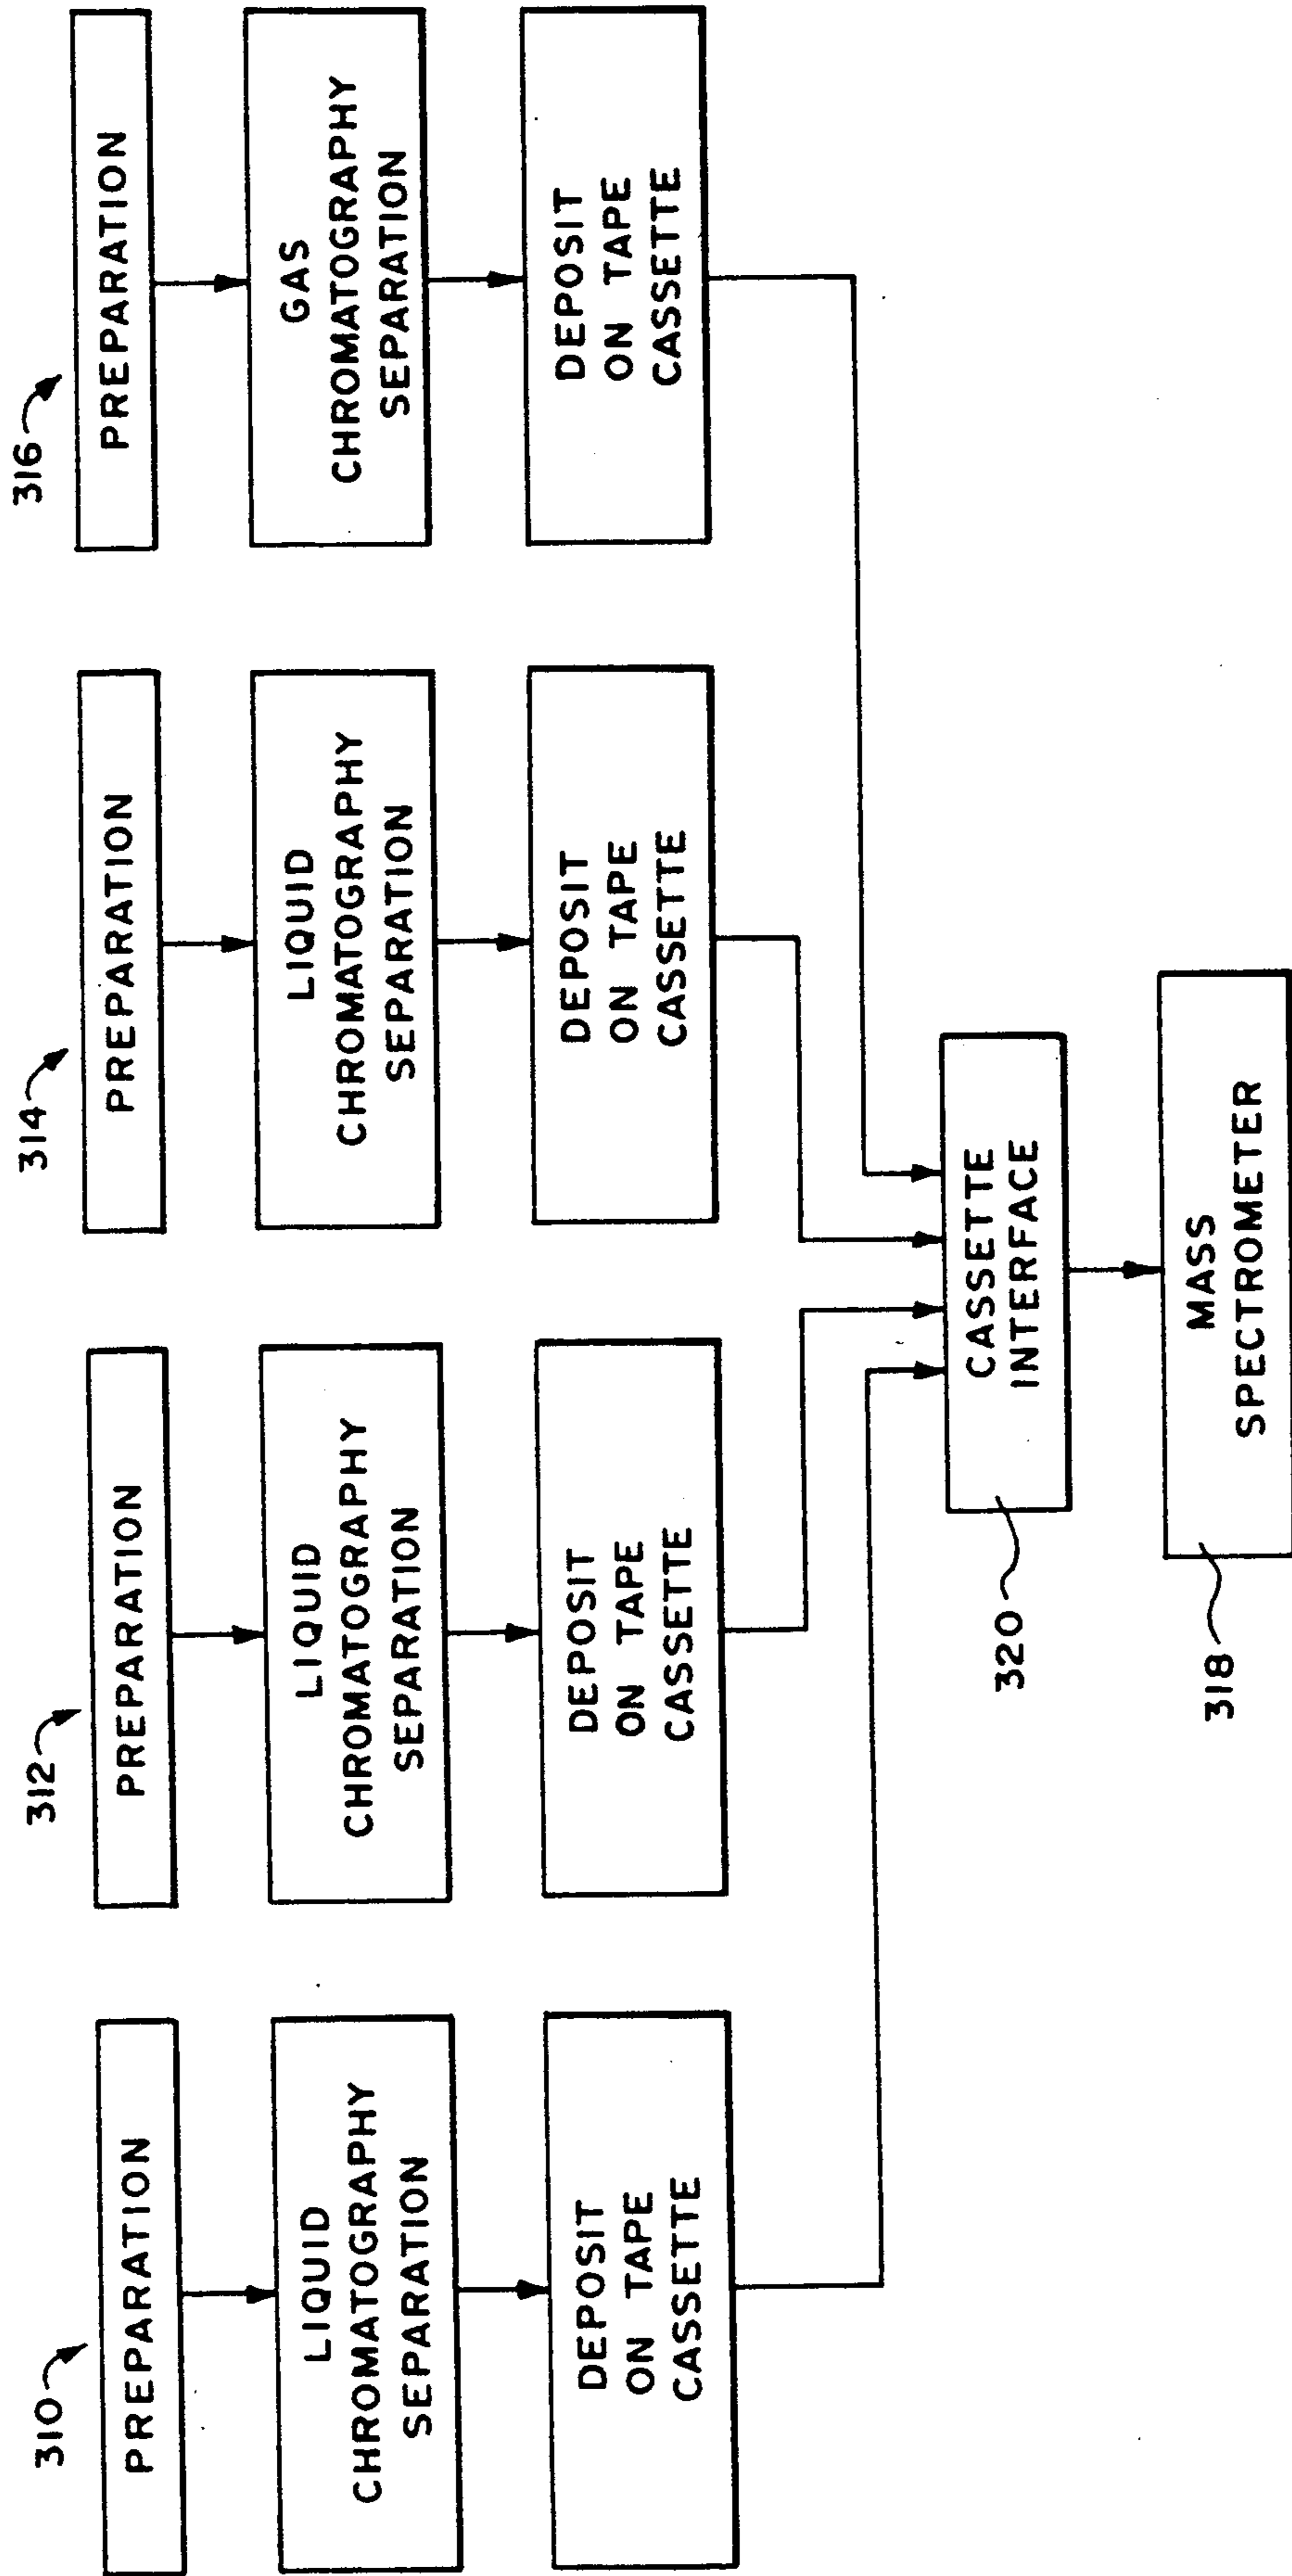 310
PREPARATION
LIQUID
CHROMATOGRAPHY
SEPARATION
DEPOSIT
ON TAPE
CASSETTE
312
PREPARATION
LIQUID
CHROMATOGRAPHY
SEPARATION
DEPOSIT
ON TAPE
CASSETTE
314
PREPARATION
LIQUID
CHROMATOGRAPHY
SEPARATION
DEPOSIT
ON TAPE
CASSETTE
316
PREPARATION
GAS
CHROMATOGRAPHY
SEPARATION
DEPOSIT
ON TAPE
CASSETTE
320
CASSETTE
INTERFACE
318
MASS
SPECTROMETER